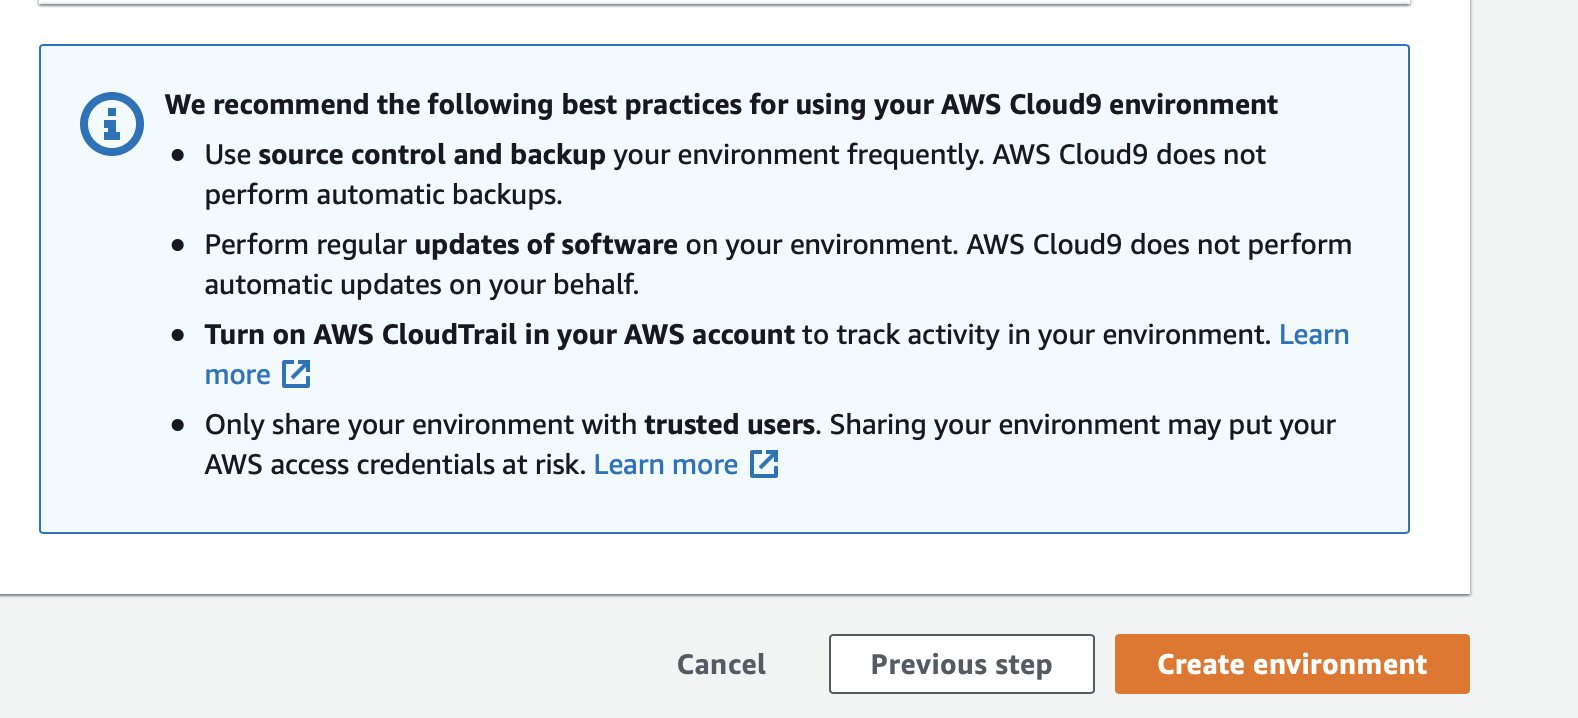 We recommend the following best practices for using your AWS Cloud9 environment
● Use source control and backup your environment frequently. AWS Cloud9 does not
perform automatic backups.
● Perform regular updates of software on your environment. AWS Cloud9 does not perform
automatic updates on your behalf.
● Turn on AWS CloudTrail in your AWS account to track activity in your environment. Learn
more
● Only share your environment with trusted users. Sharing your environment may put your
AWS access credentials at risk. Learn more
Cancel
Previous step
Create environment